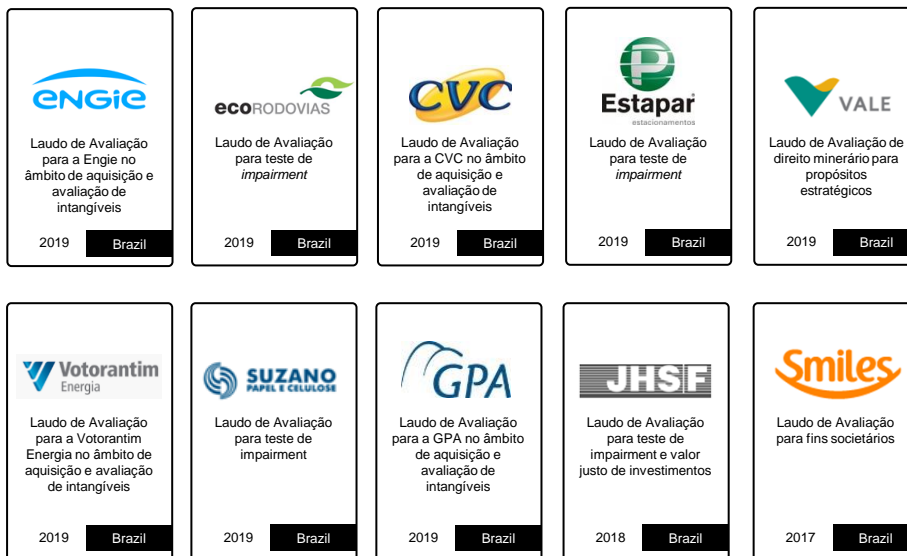 ENGIE
Laudo de Avaliação
para a Engie no
âmbito de aquisição e
avaliação de
intangíveis
2019 Brazil
ECORODOVIAS
Laudo de Avaliação
para teste de
impairment
2019 Brazil
CVC
Laudo de Avaliação
para a CVC no âmbito
de aquisição e
avaliação de
intangíveis
2019 Brazil
P
Estapar
estacionamentos
Laudo de Avaliação
para teste de
impairment
2019 Brazil
VALE
Laudo de Avaliação de
direito minerário para
propósitos
estratégicos
2019 Brazil
Votorantim
Energia
Laudo de Avaliação
para a Votorantim
Energia no âmbito de
aquisição e avaliação
de intangíveis
2019 Brazil
SUZANO
PAPEL E CELULOSE
Laudo de Avaliação
para teste de
impairment
2019 Brazil
GPA
Laudo de Avaliação
para a GPA no âmbito
de aquisição e
avaliação de
intangíveis
2019 Brazil
JHSF
Laudo de Avaliação
para teste de
impairment e valor
justo de investimentos
2018 Brazil
Smiles
Laudo de Avaliação
para fins societários
2017 Brazil